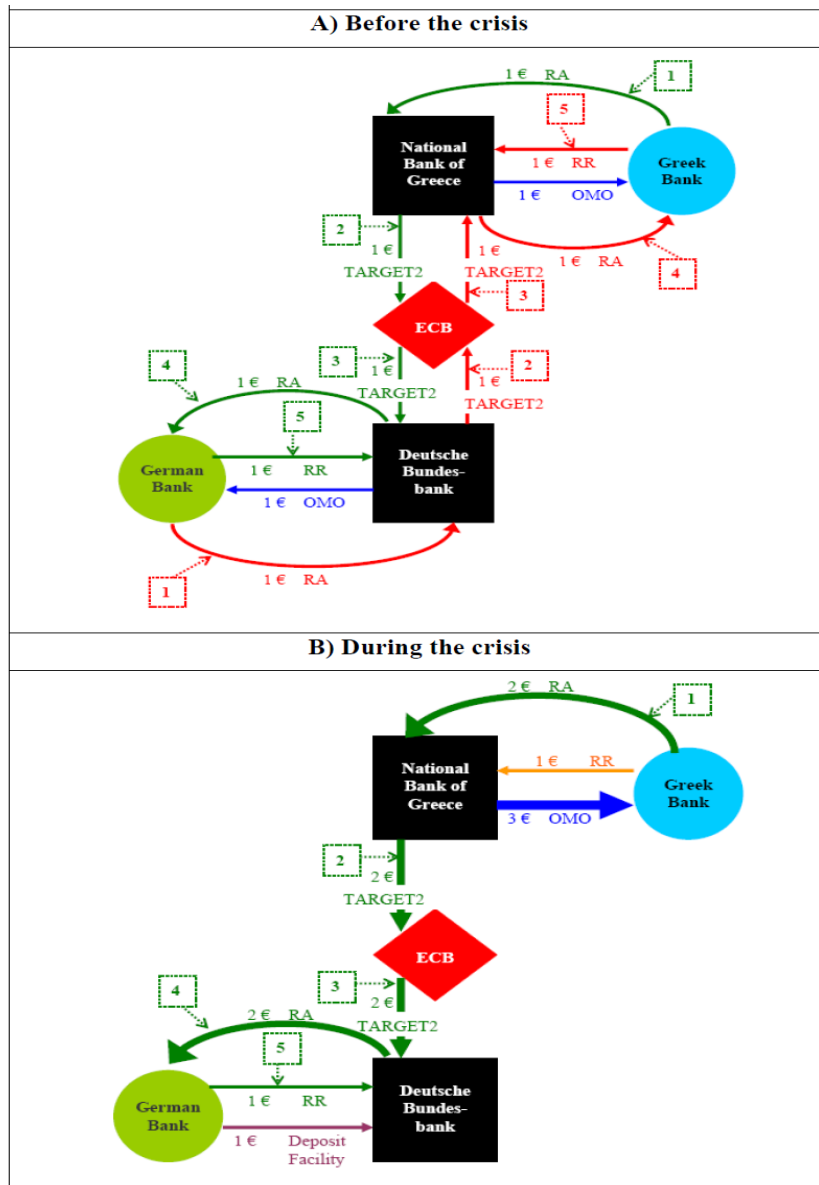 A) Before the crisis
1 € RA
1
5
National
Bank of
Greece
1 € RR
1 € OMO
Greek
Bank
2
1 €
TARGET2
1 €
TARGET2
1 € RA
4
3
ECB
4
3
1 €
TARGET2
2
1 €
TARGET2
1 € RA
5
German
Bank
1 € RR
1 € OMO
Deutsche
Bundes-
bank
1
1 € RA
B) During the crisis
2 € RA
1
National
Bank of
Greece
1 € RR
3 € OMO
Greek
Bank
2
2 €
TARGET2
ECB
4
3
2 €
TARGET2
2 € RA
5
German
Bank
1 € RR
1 € Deposit
Facility
Deutsche
Bundes-
bank